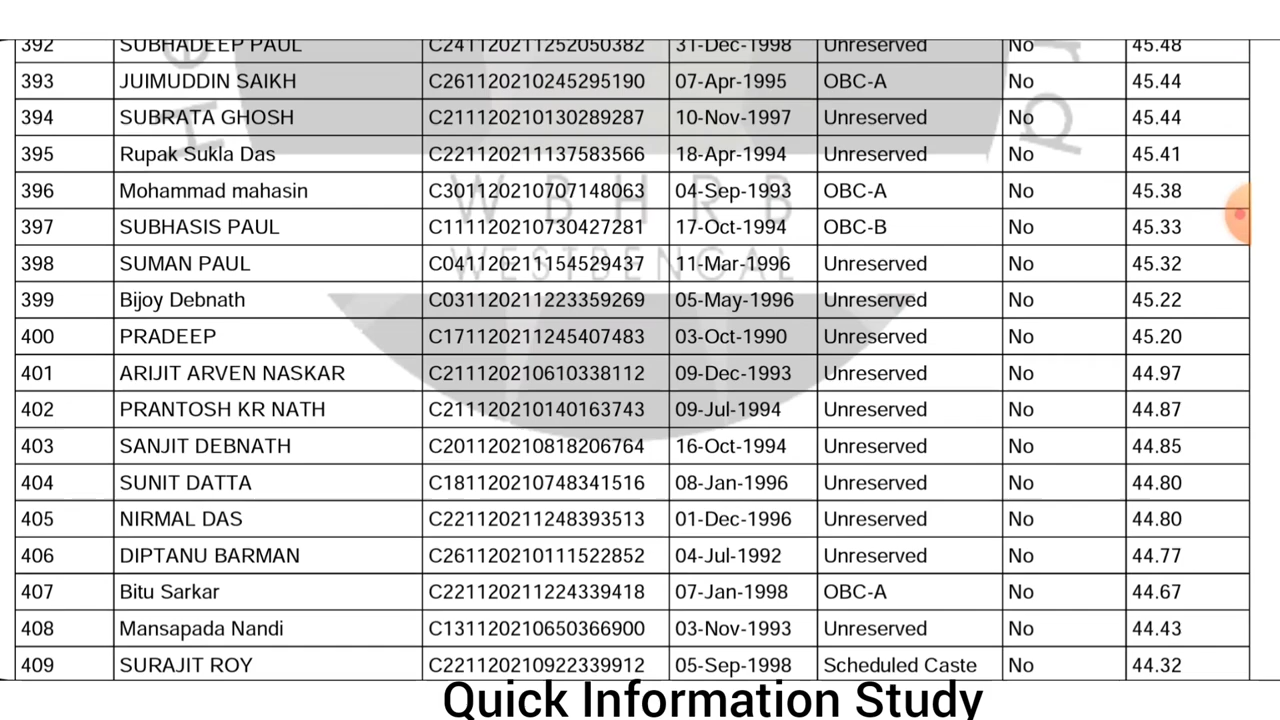 392 SUBHADEEP PAUL C241120211252050382 31-Dec-1998 Unreserved No 45.48
393 JUIMUDDIN SAIKH C261120210245295190 07-Apr-1995 OBC-A No 45.44
394 SUBRATA GHOSH C211120210130289287 10-Nov-1997 Unreserved No 45.44
395 Rupak Sukla Das C221120211137583566 18-Apr-1994 Unreserved No 45.41
396 Mohammad mahasin C301120210707148063 04-Sep-1993 OBC-A No 45.38
W B H R B
397 SUBHASIS PAUL C111120210730427281 17-Oct-1994 OBC-B No 45.33
398 SUMAN PAUL C041120211154529437 11-Mar-1996 Unreserved No 45.32
WESTBENGAL
399 Bijoy Debnath C031120211223359269 05-May-1996 Unreserved No 45.22
400 PRADEEP C171120211245407483 03-Oct-1990 Unreserved No 45.20
401 ARIJIT ARVEN NASKAR C211120210610338112 09-Dec-1993 Unreserved No 44.97
402 PRANTOSH KR NATH C211120210140163743 09-Jul-1994 Unreserved No 44.87
403 SANJIT DEBNATH C201120210818206764 16-Oct-1994 Unreserved No 44.85
404 SUNIT DATTA C181120210748341516 08-Jan-1996 Unreserved No 44.80
405 NIRMAL DAS C221120211248393513 01-Dec-1996 Unreserved No 44.80
406 DIPTANU BARMAN C261120210111522852 04-Jul-1992 Unreserved No 44.77
407 Bitu Sarkar C221120211224339418 07-Jan-1998 OBC-A No 44.67
408 Mansapada Nandi C131120210650366900 03-Nov-1993 Unreserved No 44.43
409 SURAJIT ROY C221120210922339912 05-Sep-1998 Scheduled Caste No 44.32
Quick Information Study